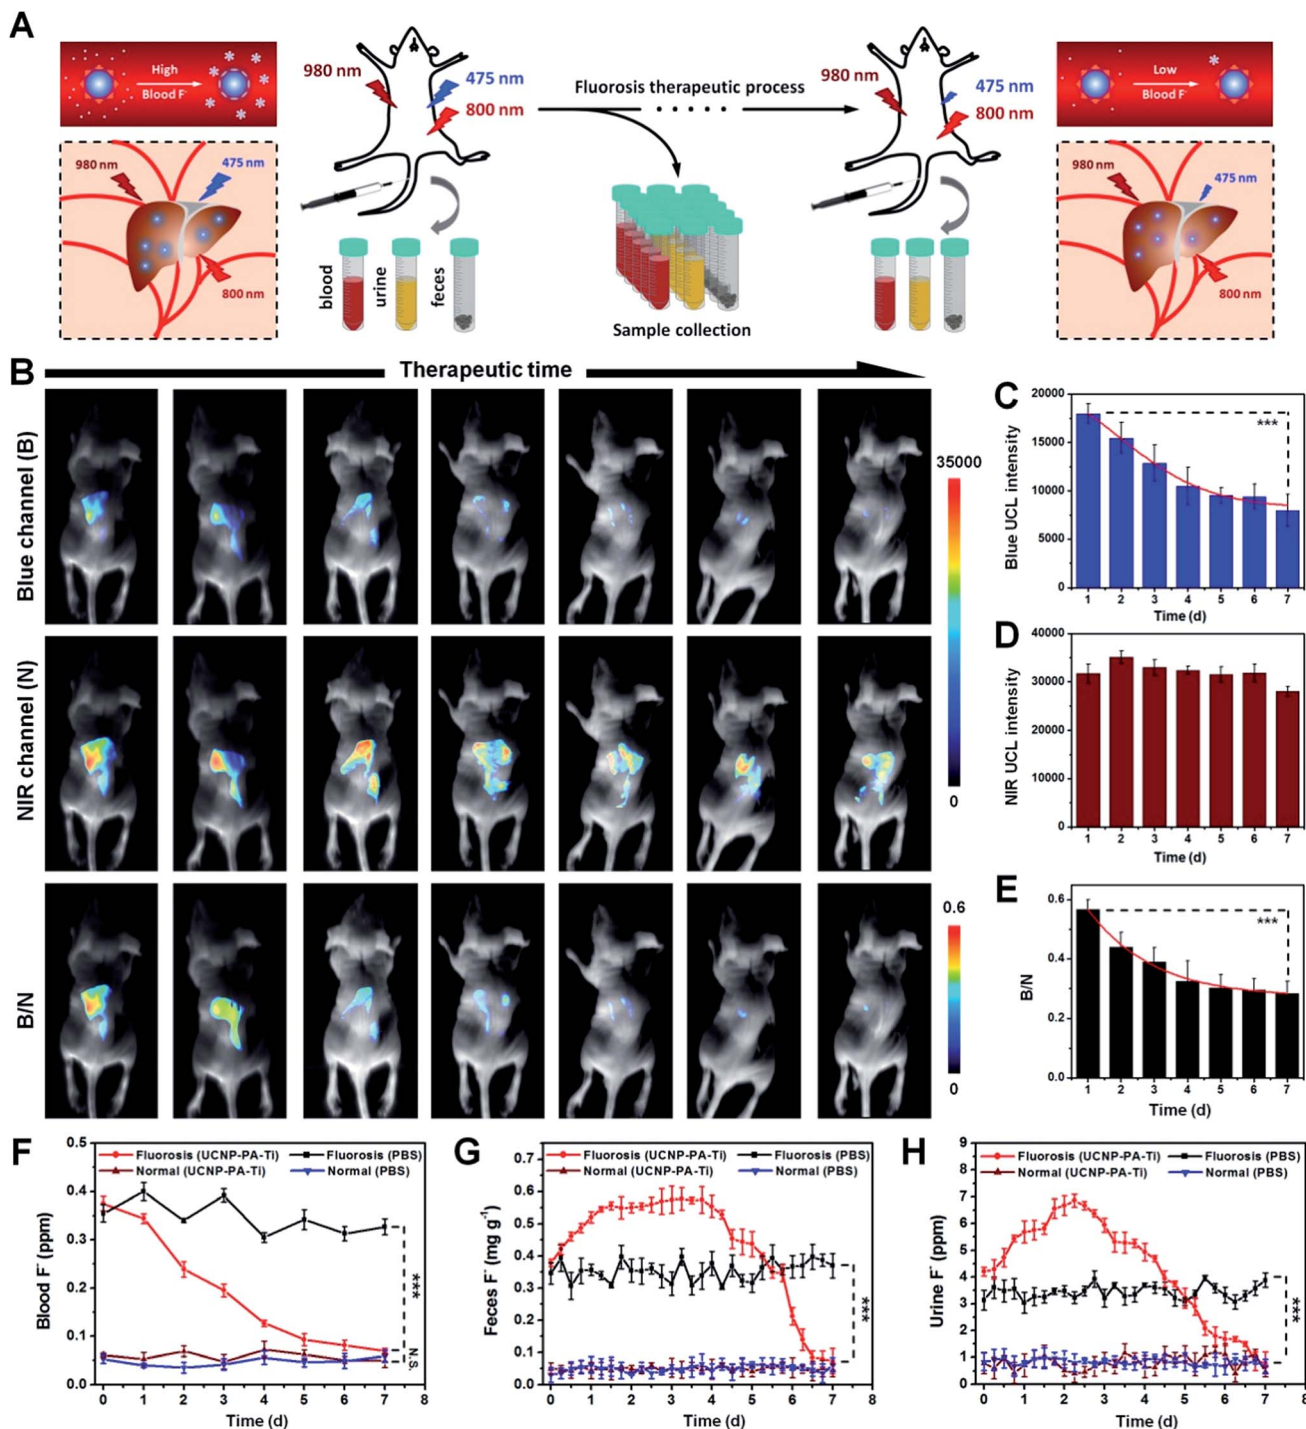 A
High
Blood F-
980 nm
475 nm
800 nm
Fluorosis therapeutic process
980 nm
475 nm
800 nm
Low
Blood F-
980 nm
475 nm
800 nm
blood
urine
feces
Sample collection
980 nm
475 nm
800 nm
B
Therapeutic time
Blue channel (B)
NIR channel (N)
B/N
35000
0
0.6
0
C
20000
15000
10000
5000
0
Blue UCL intensity
***
1 2 3 4 5 6 7
Time (d)
D
40000
30000
20000
10000
0
NIR UCL intensity
1 2 3 4 5 6 7
Time (d)
E
0.6
0.4
0.2
0.0
B/N
***
1 2 3 4 5 6 7
Time (d)
F
Fluorosis (UCNP-PA-Ti) Fluorosis (PBS)
Normal (UCNP-PA-Ti) Normal (PBS)
0.5
0.4
0.3
0.2
0.1
0.0
Blood F- (ppm)
***
N.S.
0 1 2 3 4 5 6 7 8
Time (d)
G
Fluorosis (UCNP-PA-Ti) Fluorosis (PBS)
Normal (UCNP-PA-Ti) Normal (PBS)
0.7
0.6
0.5
0.4
0.3
0.2
0.1
0.0
Feces F- (mg g-1)
***
0 1 2 3 4 5 6 7 8
Time (d)
H
Fluorosis (UCNP-PA-Ti) Fluorosis (PBS)
Normal (UCNP-PA-Ti) Normal (PBS)
9
8
7
6
5
4
3
2
1
0
Urine F- (ppm)
***
0 1 2 3 4 5 6 7 8
Time (d)